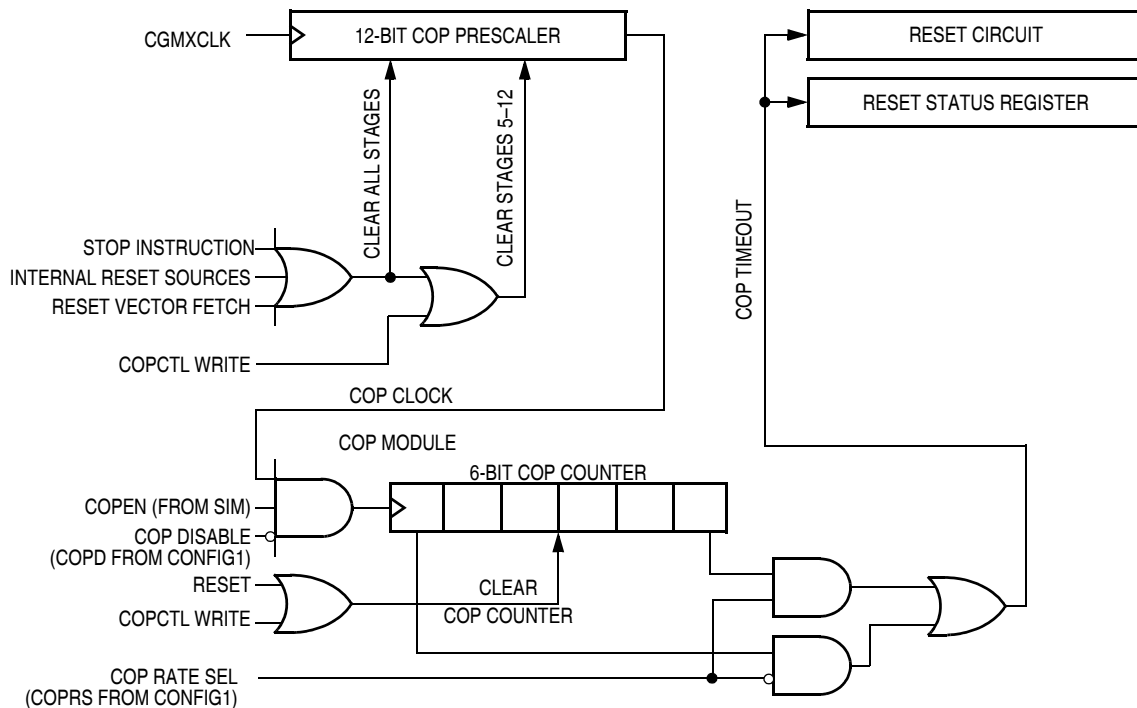 CGMXCLK
12-BIT COP PRESCALER
RESET CIRCUIT
RESET STATUS REGISTER
CLEAR ALL STAGES
CLEAR STAGES 5–12
COP TIMEOUT
STOP INSTRUCTION
INTERNAL RESET SOURCES
RESET VECTOR FETCH
COPCTL WRITE
COP CLOCK
COP MODULE
6-BIT COP COUNTER
COPEN (FROM SIM)
COP DISABLE
(COPD FROM CONFIG1)
RESET
COPCTL WRITE
CLEAR
COP COUNTER
COP RATE SEL
(COPRS FROM CONFIG1)